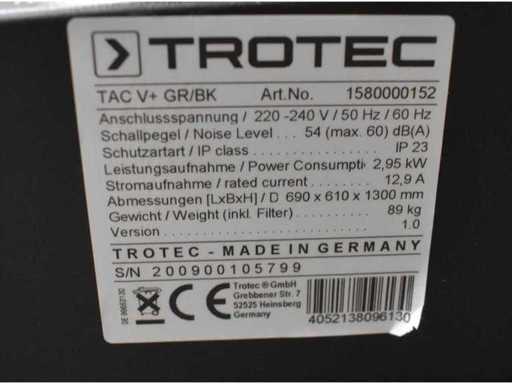 TROTEC
TAC V+ GR/BK Art.No. 1580000152
Anschlussspannung / 220 -240 V / 50 Hz / 60 Hz
Schallpegel / Noise Level . . . 54 (max. 60) dB(A)
Schutzartart / IP class . . . . . . . . . . . . . . . . . IP 23
Leistungsaufnahme / Power Consumptic 2,95 kW
Stromaufnahme / rated current . . . . . . . . . 12,9 A
Abmessungen [LxBxH] / D 690 x 610 x 1300 mm
Gewicht / Weight (inkl. Filter) . . . . . . . . . . . . 89 kg
Version . . . . . . . . . . . . . . . . . . . . . . . . . . . . 1.0
TROTEC - MADE IN GERMANY
S/N 200900105799
CE
Trotec ® GmbH
Grebbener Str. 7
52525 Heinsberg
Germany
4052138096130